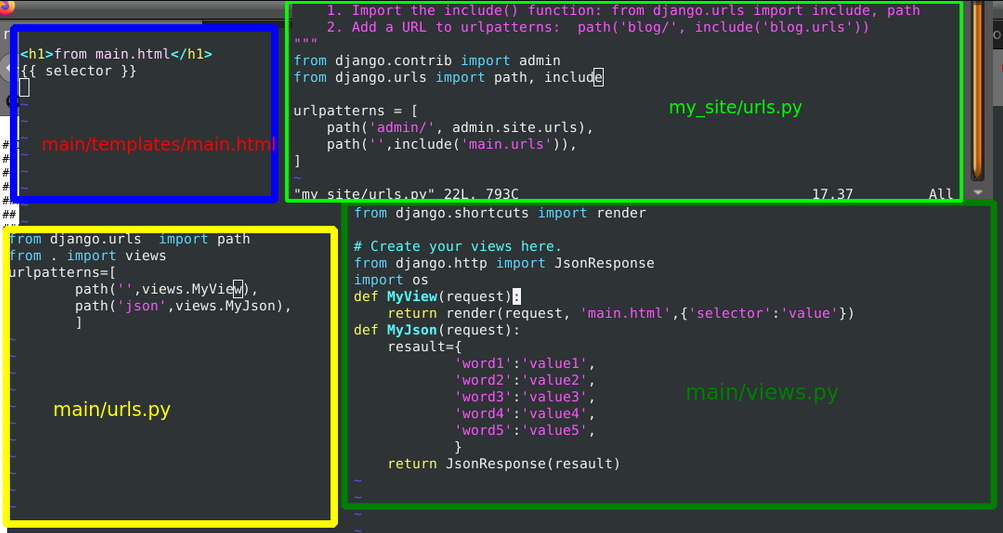 <h1>from main.html</h1>
{{ selector }}
~
~
~
~
~
~
main/templates/main.html
1. Import the include() function: from django.urls import include, path
2. Add a URL to urlpatterns:  path('blog/', include('blog.urls'))
"""
from django.contrib import admin
from django.urls import path, include

urlpatterns = [
    path('admin/', admin.site.urls),
    path('',include('main.urls')),
]
~
"my_site/urls.py" 22L, 793C 17,37 All
my_site/urls.py
#
##
##
##
##
##
from django.urls  import path
from . import views
urlpatterns=[
        path('',views.MyView),
        path('json',views.MyJson),
        ]
~
~
~
~
~
~
~
~
~
~
~
main/urls.py
from django.shortcuts import render

# Create your views here.
from django.http import JsonResponse
import os
def MyView(request):
    return render(request, 'main.html',{'selector':'value'})
def MyJson(request):
    resault={
            'word1':'value1',
            'word2':'value2',
            'word3':'value3',
            'word4':'value4',
            'word5':'value5',
            }
    return JsonResponse(resault)
~
~
~
~
main/views.py